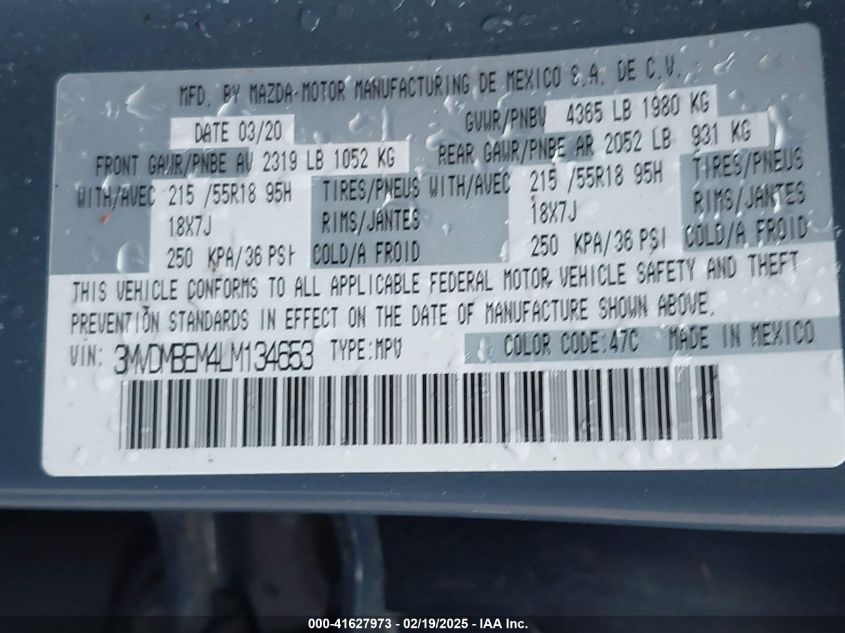 MFD. BY MAZDA MOTOR MANUFACTURING DE MEXICO S.A. DE C.V.
DATE 03/20 GVWR/PNBV 4365 LB 1980 KG
FRONT GAWR/PNBE AV 2319 LB 1052 KG REAR GAWR/PNBE AR 2052 LB 931 KG
WITH/AVEC 215 /55R18 95H TIRES/PNEUS WITH/AVEC 215 /55R18 95H TIRES/PNEUS
18X7J RIMS/JANTES 18X7J RIMS/JANTES
250 KPA/36 PSI COLD/A FROID 250 KPA/36 PSI COLD/A FROID
THIS VEHICLE CONFORMS TO ALL APPLICABLE FEDERAL MOTOR VEHICLE SAFETY AND THEFT
PREVENTION STANDARDS IN EFFECT ON THE DATE OF MANUFACTURE SHOWN ABOVE.
VIN: 3MVDMBEM4LM134653 TYPE:MPV COLOR CODE:47C MADE IN MEXICO
000-41627973 - 02/19/2025 - IAA Inc.